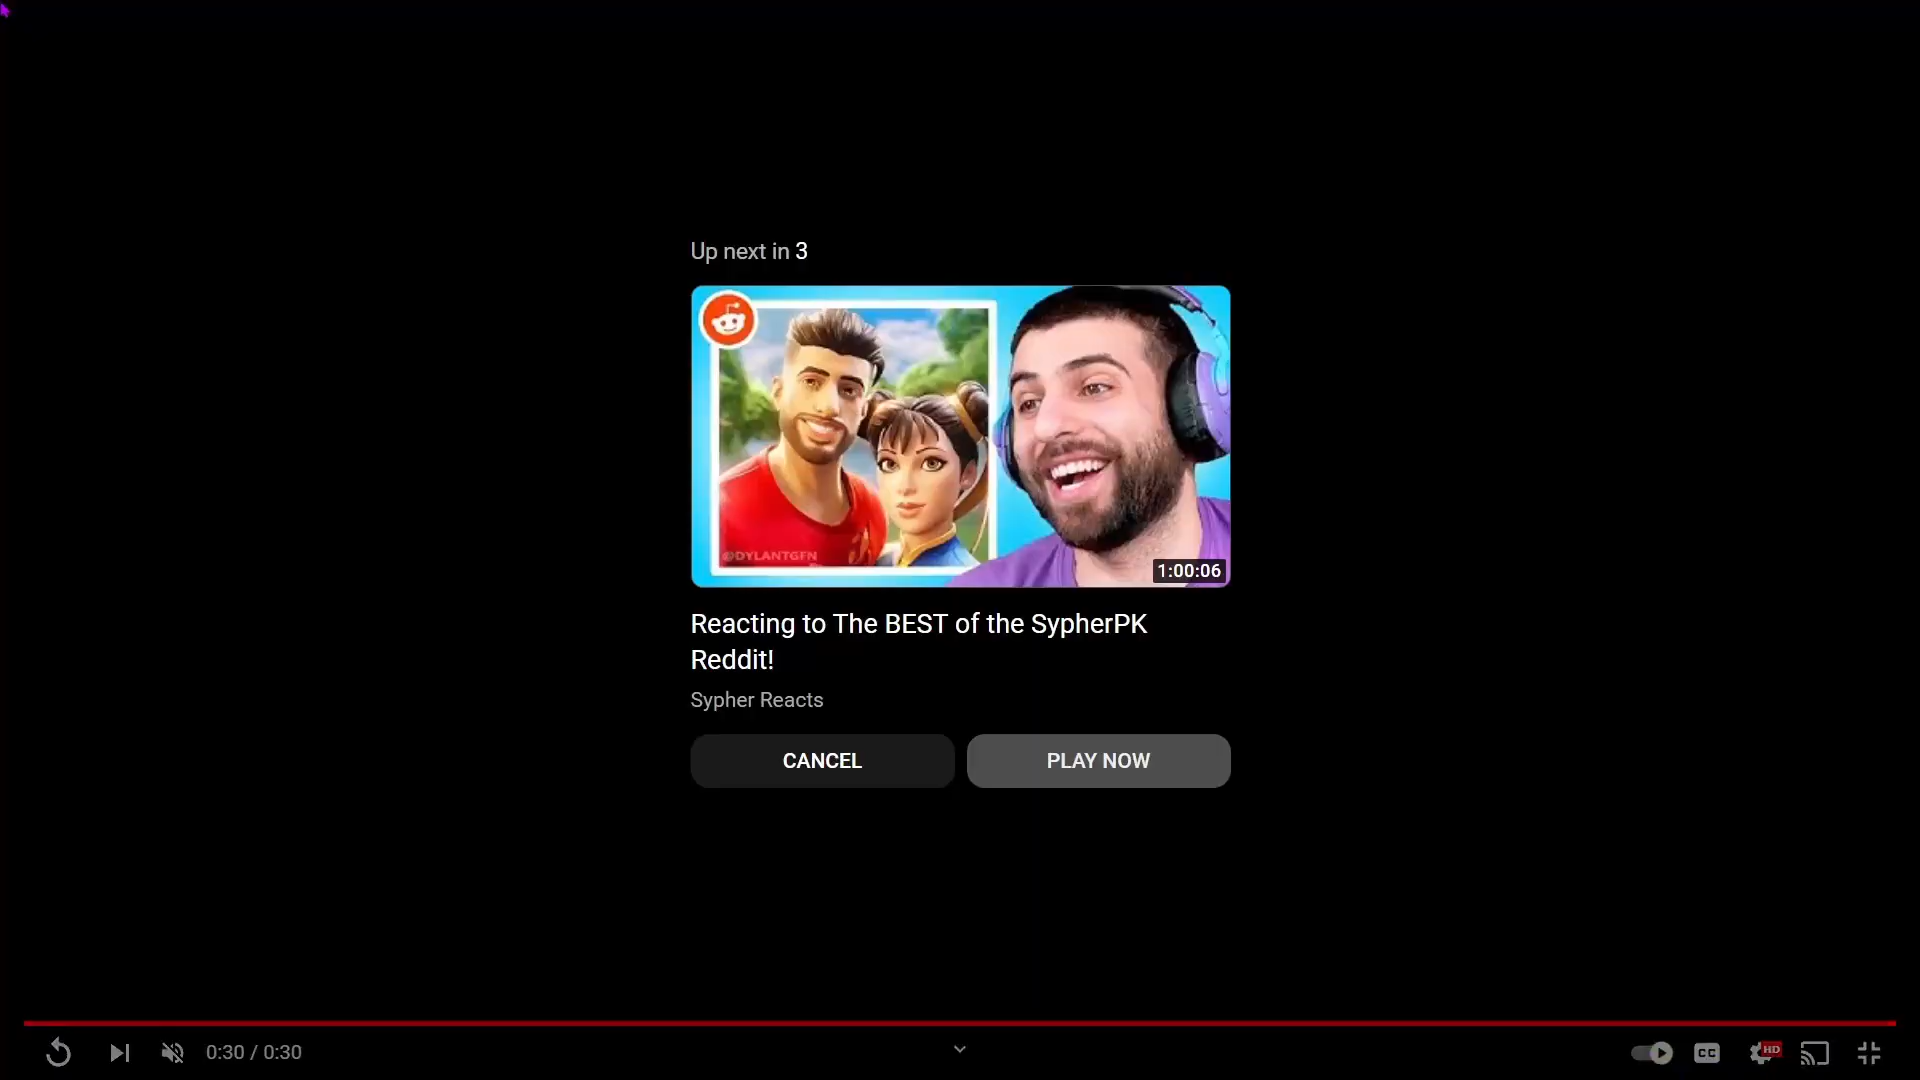 Up next in 3
@DYLANTGFN
1:00:06
Reacting to The BEST of the SypherPK
Reddit!
Sypher Reacts
CANCEL
PLAY NOW
0:30 / 0:30
CC
HD